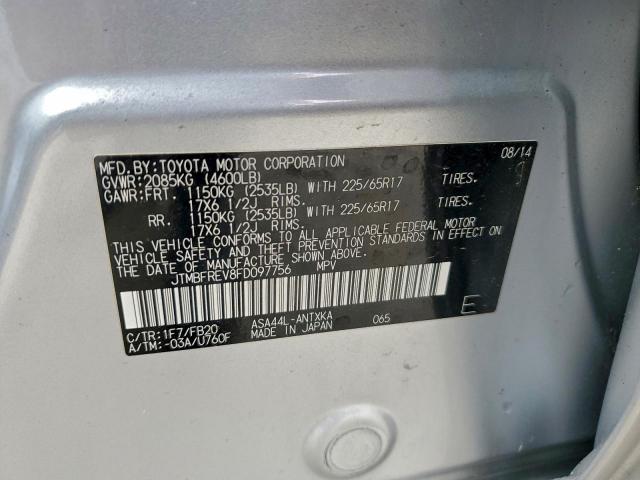 MFD. BY: TOYOTA MOTOR CORPORATION 08/14
GVWR: 2085KG (4600LB)
GAWR: FRT. 1150KG (2535LB) WITH 225/65R17 TIRES.
17X6 1/2J RIMS.
RR. 1150KG (2535LB) WITH 225/65R17 TIRES.
17X6 1/2J RIMS.
THIS VEHICLE CONFORMS TO ALL APPLICABLE FEDERAL MOTOR
VEHICLE SAFETY AND THEFT PREVENTION STANDARDS IN EFFECT ON
THE DATE OF MANUFACTURE SHOWN ABOVE.
JTMBFREV8FD097756 MPV
C/TR: 1F7/FB20 ASA44L-ANTXKA 065 E
A/TM: -03A/U760F MADE IN JAPAN